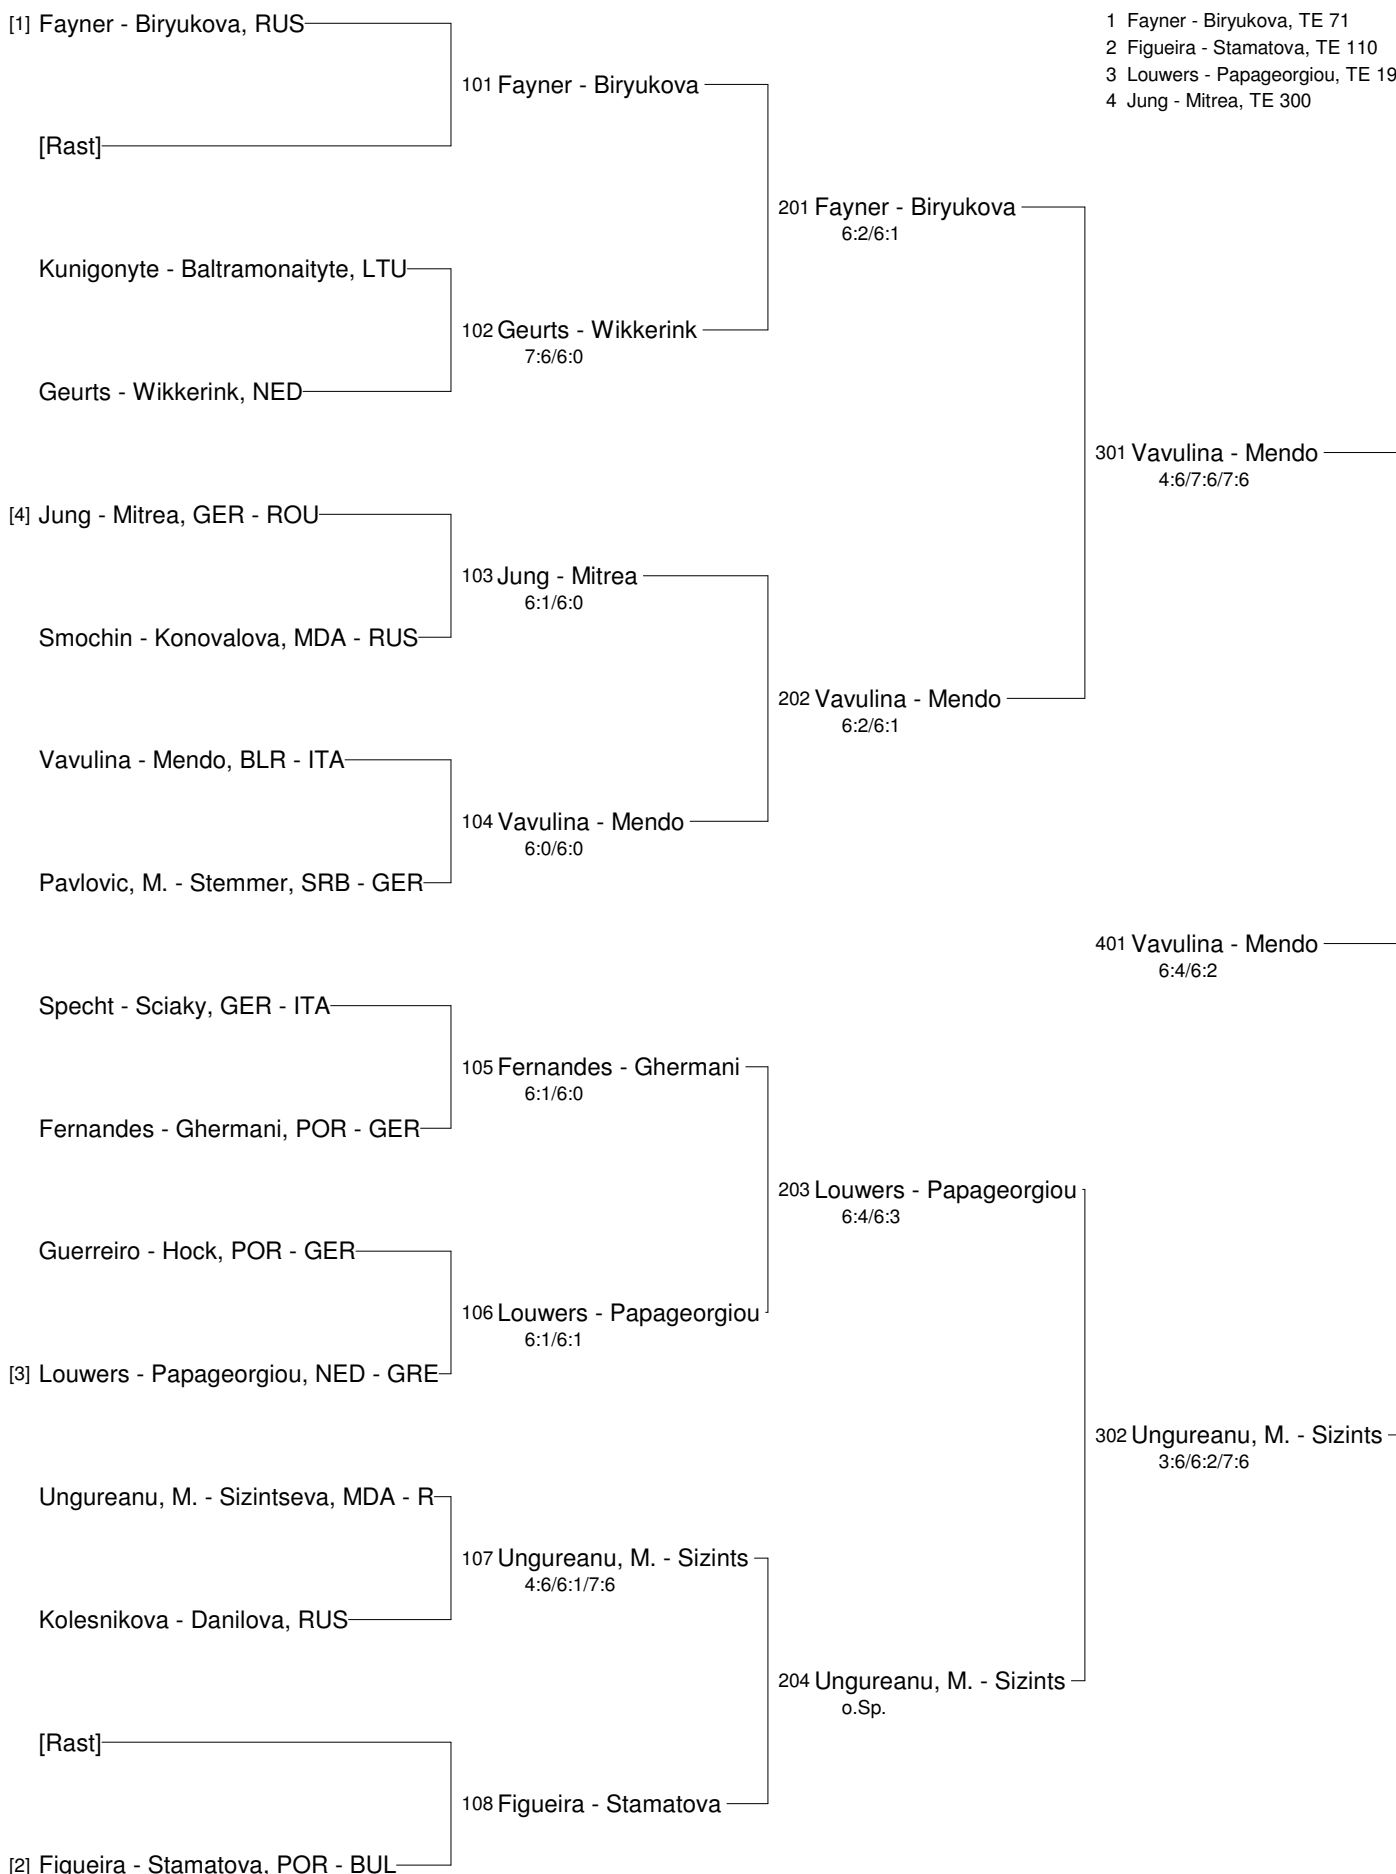 [1] Fayner - Biryukova, RUS
1 Fayner - Biryukova, TE 71
2 Figueira - Stamatova, TE 110
3 Louwers - Papageorgiou, TE 19
4 Jung - Mitrea, TE 300
101 Fayner - Biryukova
[Rast]
201 Fayner - Biryukova
6:2/6:1
Kunigonyte - Baltramonaityte, LTU
102 Geurts - Wikkerink
7:6/6:0
Geurts - Wikkerink, NED
301 Vavulina - Mendo
4:6/7:6/7:6
[4] Jung - Mitrea, GER - ROU
103 Jung - Mitrea
6:1/6:0
Smochin - Konovalova, MDA - RUS
202 Vavulina - Mendo
6:2/6:1
Vavulina - Mendo, BLR - ITA
104 Vavulina - Mendo
6:0/6:0
Pavlovic, M. - Stemmer, SRB - GER
401 Vavulina - Mendo
6:4/6:2
Specht - Sciaky, GER - ITA
105 Fernandes - Ghermani
6:1/6:0
Fernandes - Ghermani, POR - GER
203 Louwers - Papageorgiou
6:4/6:3
Guerreiro - Hock, POR - GER
106 Louwers - Papageorgiou
6:1/6:1
[3] Louwers - Papageorgiou, NED - GRE
302 Ungureanu, M. - Sizints
3:6/6:2/7:6
Ungureanu, M. - Sizintseva, MDA - R
107 Ungureanu, M. - Sizints
4:6/6:1/7:6
Kolesnikova - Danilova, RUS
204 Ungureanu, M. - Sizints
o.Sp.
[Rast]
108 Figueira - Stamatova
[2] Figueira - Stamatova, POR - BUL